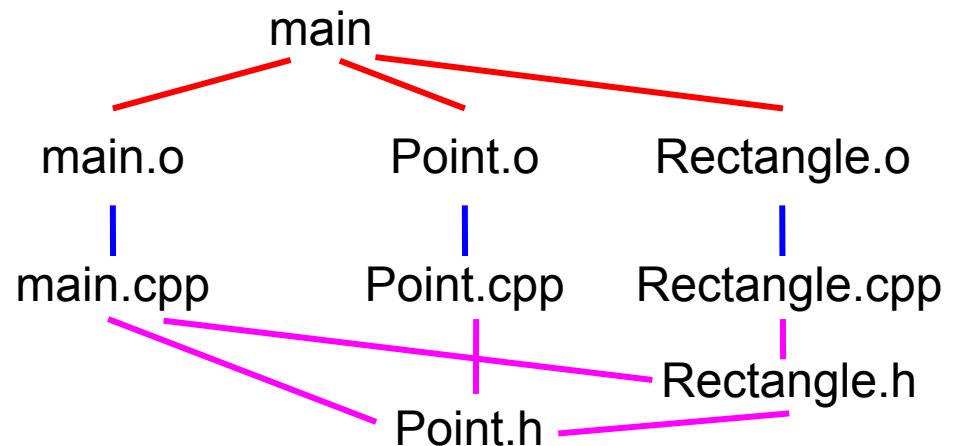 main
main.o Point.o Rectangle.o
main.cpp Point.cpp Rectangle.cpp
Rectangle.h
Point.h